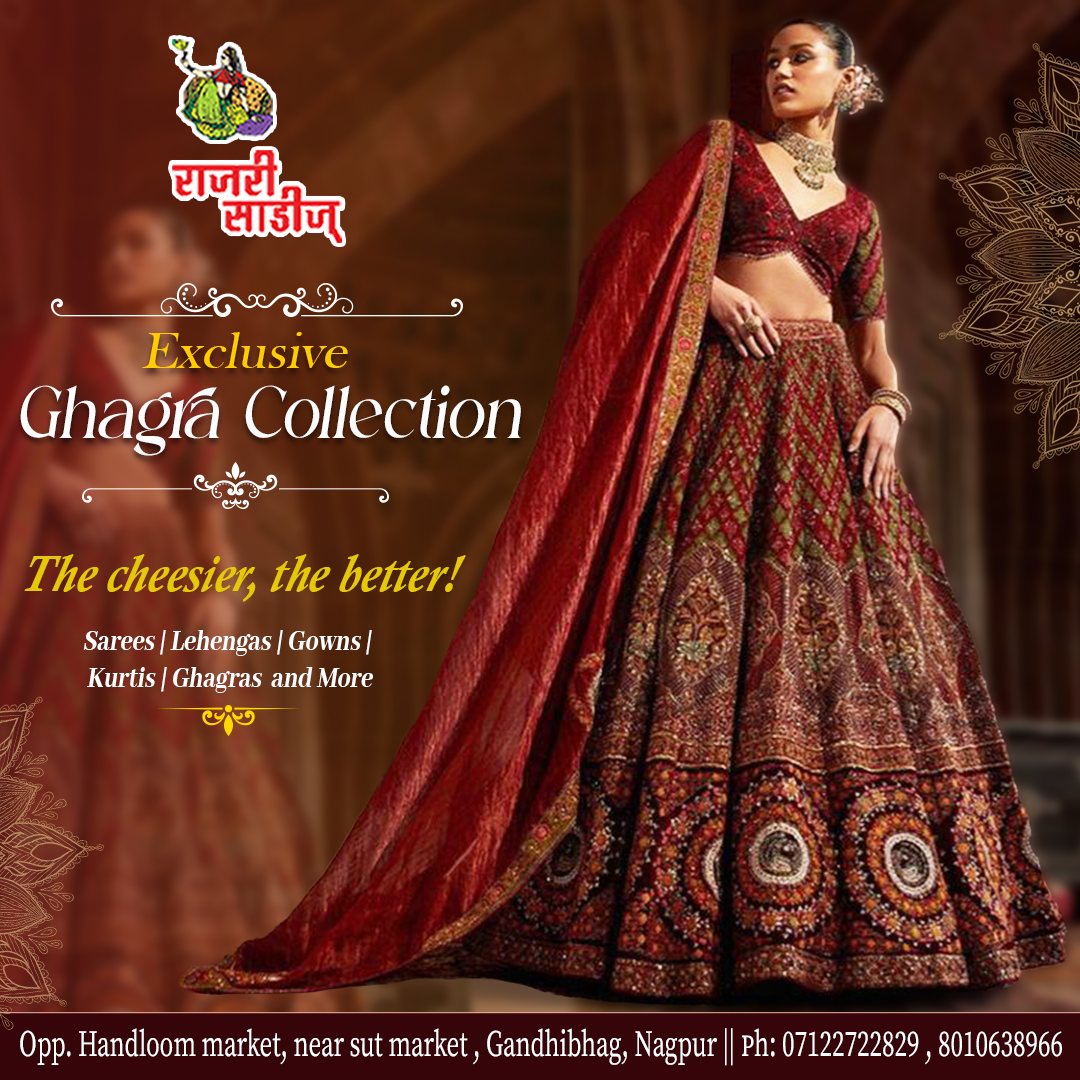 राजरी
साडीज्
Exclusive
Ghagra Collection
The cheesier, the better!
Sarees | Lehengas | Gowns |
Kurtis | Ghagras and More
Opp. Handloom market, near sut market , Gandhibhag, Nagpur || Ph: 07122722829 , 8010638966